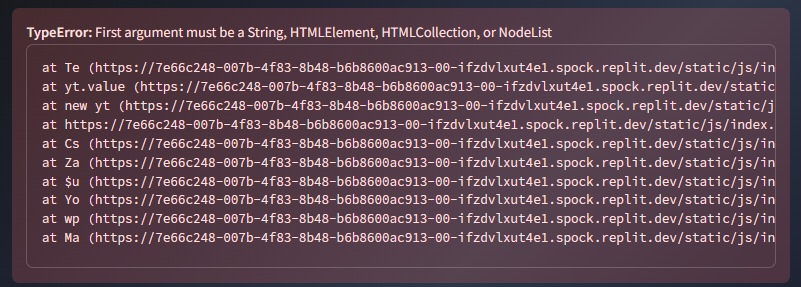 TypeError: First argument must be a String, HTMLElement, HTMLCollection, or NodeList
at Te (https://7e66c248-007b-4f83-8b48-b6b8600ac913-00-ifzdvlxut4e1.spock.replit.dev/static/js/in
at yt.value (https://7e66c248-007b-4f83-8b48-b6b8600ac913-00-ifzdvlxut4e1.spock.replit.dev/static
at new yt (https://7e66c248-007b-4f83-8b48-b6b8600ac913-00-ifzdvlxut4e1.spock.replit.dev/static/j
at https://7e66c248-007b-4f83-8b48-b6b8600ac913-00-ifzdvlxut4e1.spock.replit.dev/static/js/index.
at Cs (https://7e66c248-007b-4f83-8b48-b6b8600ac913-00-ifzdvlxut4e1.spock.replit.dev/static/js/in
at Za (https://7e66c248-007b-4f83-8b48-b6b8600ac913-00-ifzdvlxut4e1.spock.replit.dev/static/js/in
at $u (https://7e66c248-007b-4f83-8b48-b6b8600ac913-00-ifzdvlxut4e1.spock.replit.dev/static/js/in
at Yo (https://7e66c248-007b-4f83-8b48-b6b8600ac913-00-ifzdvlxut4e1.spock.replit.dev/static/js/in
at wp (https://7e66c248-007b-4f83-8b48-b6b8600ac913-00-ifzdvlxut4e1.spock.replit.dev/static/js/in
at Ma (https://7e66c248-007b-4f83-8b48-b6b8600ac913-00-ifzdvlxut4e1.spock.replit.dev/static/js/in